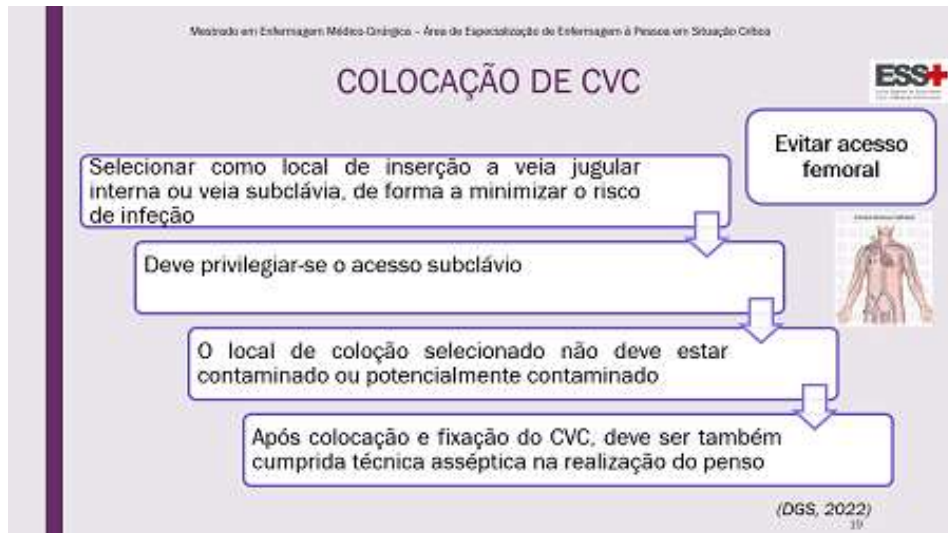 Mestrado em Enfermagem Médico-Cirúrgica – Área de Especialização de Enfermagem à Pessoa em Situação Crítica
COLOCAÇÃO DE CVC
ESS+
Evitar acesso
femoral
Selecionar como local de inserção a veia jugular
interna ou veia subclávia, de forma a minimizar o risco
de infeção
Deve privilegiar-se o acesso subclávio
O local de coloção selecionado não deve estar
contaminado ou potencialmente contaminado
Após colocação e fixação do CVC, deve ser também
cumprida técnica asséptica na realização do penso
(DGS, 2022)
19